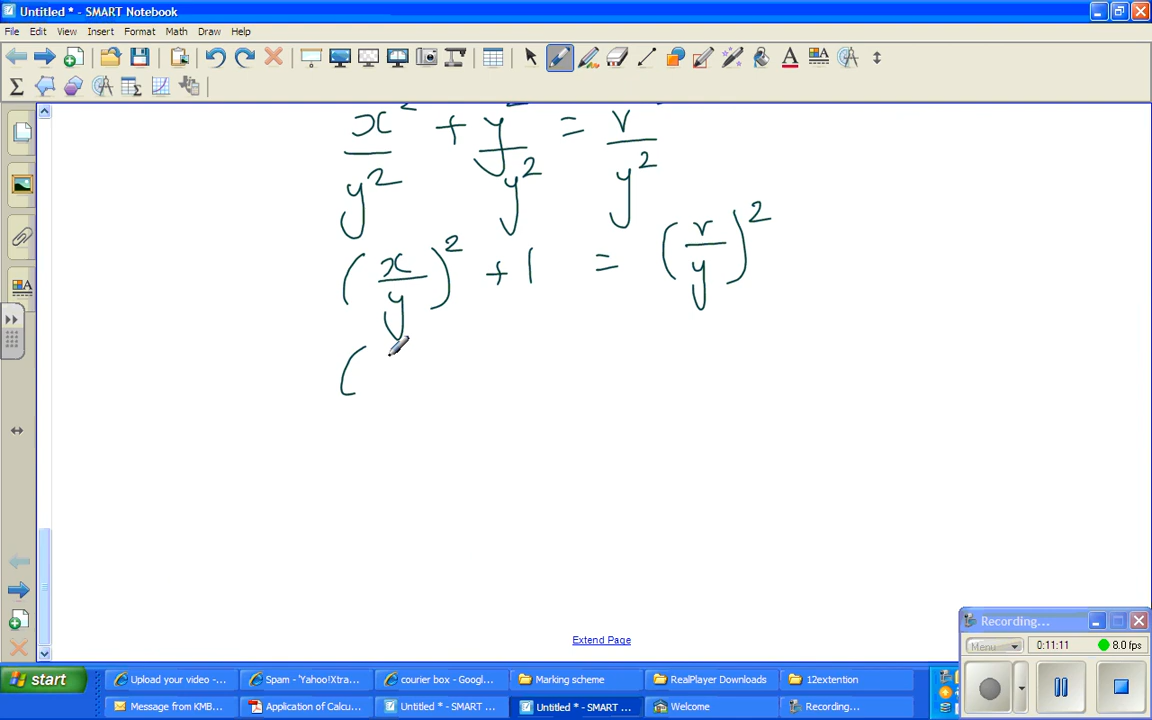 Untitled * - SMART Notebook
File Edit View Insert Format Math Draw Help
x² + y² = r²
y² y² y²
(x/y)² + 1 = (r/y)²
(
Extend Page
Recording...
Menu 0:11:11 8.0 fps
start Upload your video -... Spam - 'Yahoo!Xtra... courier box - Googl... Marking scheme RealPlayer Downloads 12extention
Message from KMB... Application of Calcu... Untitled * - SMART ... Untitled * - SMART ... Welcome Recording...